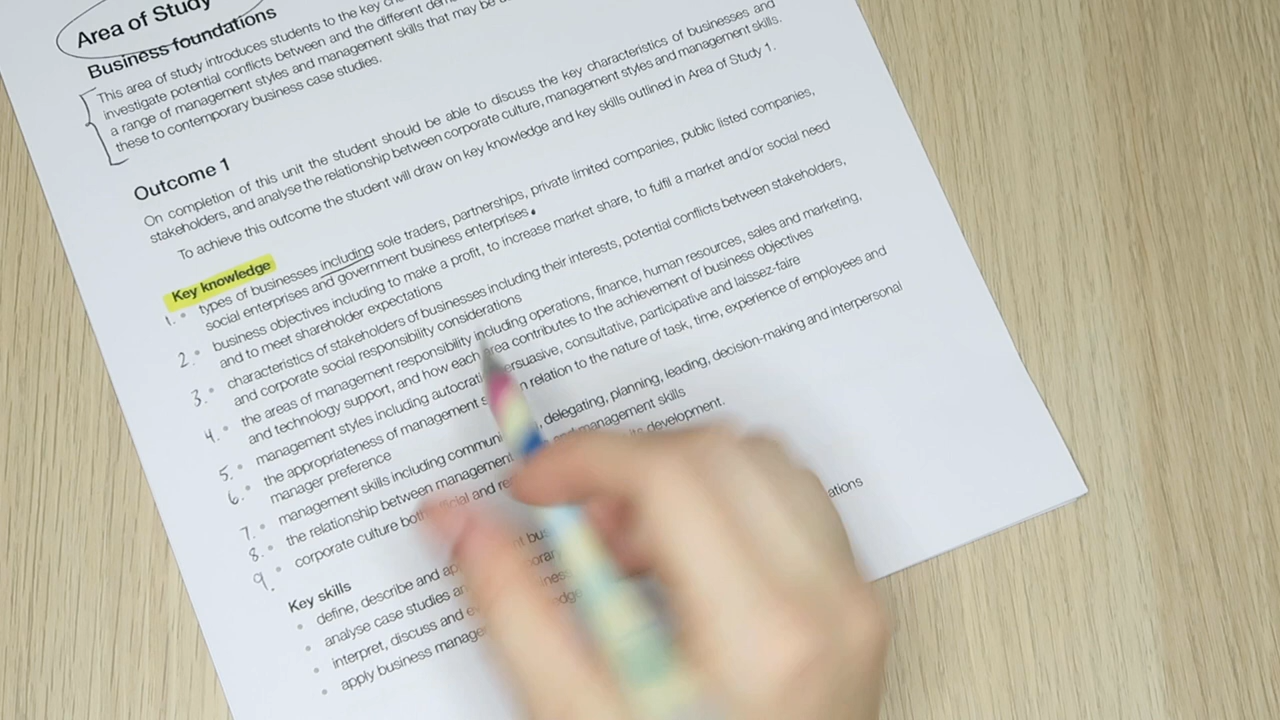 Area of Study
Business foundations
This area of study introduces students to the key
investigate potential conflicts between and the different
a range of management styles and management skills that may be
these to contemporary business case studies.
Outcome 1
On completion of this unit the student should be able to discuss the key characteristics of businesses and
stakeholders, and analyse the relationship between corporate culture, management styles and management skills.
To achieve this outcome the student will draw on key knowledge and key skills outlined in Area of Study 1.
Key knowledge
1. • types of businesses including sole traders, partnerships, private limited companies, public listed companies,
social enterprises and government business enterprises.
2. • business objectives including to make a profit, to increase market share, to fulfil a market and/or social need
and to meet shareholder expectations
3. • characteristics of stakeholders of businesses including their interests, potential conflicts between stakeholders,
and corporate social responsibility considerations
4. • the areas of management responsibility including operations, finance, human resources, sales and marketing,
and technology support, and how each area contributes to the achievement of business objectives
5. • management styles including autocratic, persuasive, consultative, participative and laissez-faire
6. • the appropriateness of management in relation to the nature of task, time, experience of employees and
manager preference
7. • management skills including delegating, planning, leading, decision-making and interpersonal
8. • the relationship between management and management skills
9. • corporate culture both and its development.
Key skills
• define, describe and
• analyse case studies
• interpret, discuss and
• apply business